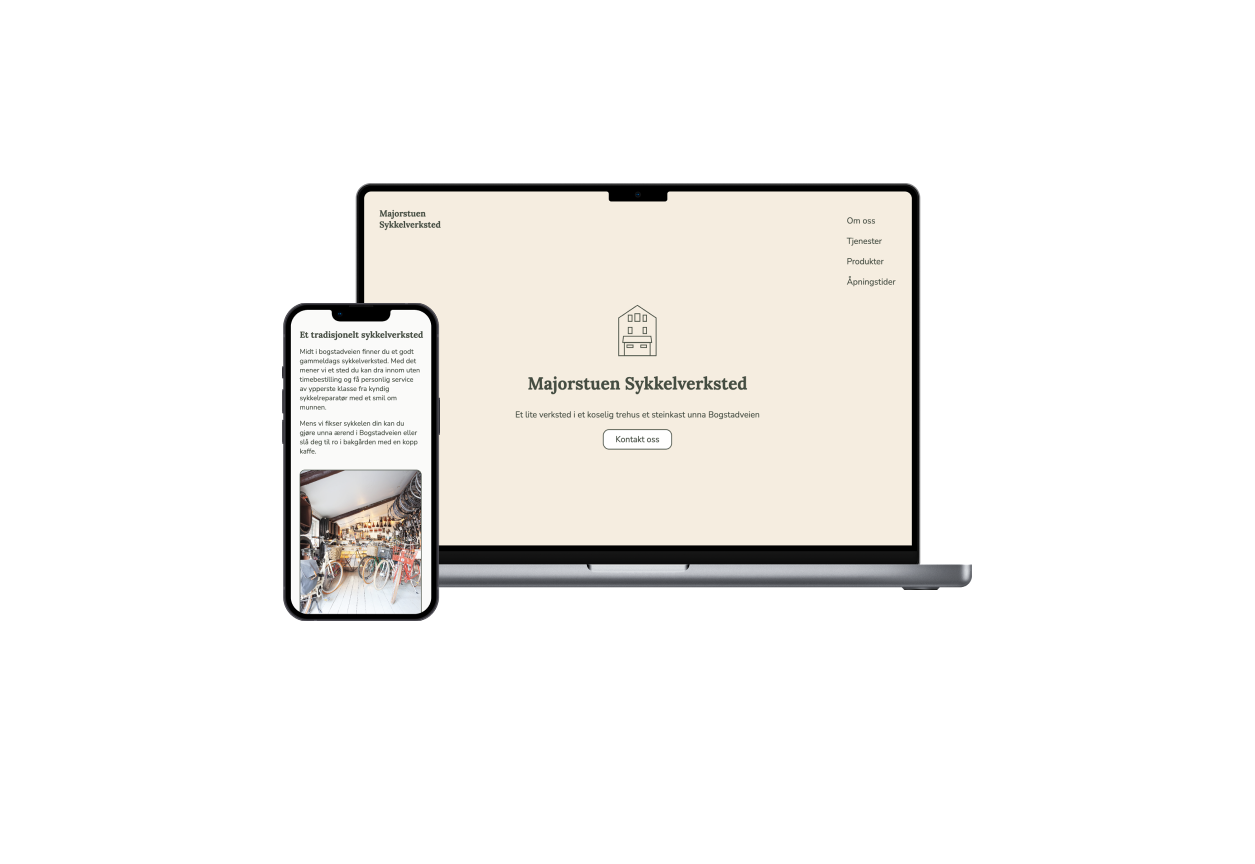 Majorstuen
Sykkelverksted
Om oss
Tjenester
Produkter
Åpningstider
Majorstuen Sykkelverksted
Et lite verksted i et koselig trehus et steinkast unna Bogstadveien
Kontakt oss
Et tradisjonelt sykkelverksted
Midt i bogstadveien finner du et godt
gammeldags sykkelverksted. Med det
mener vi et sted du kan dra innom uten
timebestilling og få personlig service
av ypperste klasse fra kyndig
sykkelreparatør med et smil om
munnen.
Mens vi fikser sykkelen din kan du
gjøre unna ærend i Bogstadveien eller
slå deg til ro i bakgården med en kopp
kaffe.